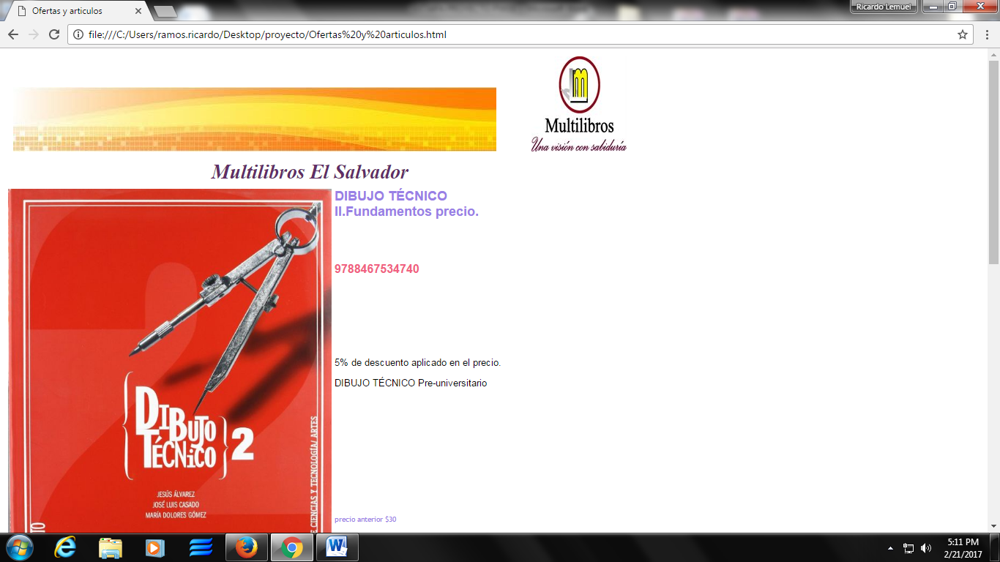 Ofertas y articulos
Ricardo Lemuel
file:///C:/Users/ramos.ricardo/Desktop/proyecto/Ofertas%20y%20articulos.html
Multilibros
Una visión con sabiduría
Multilibros El Salvador
DIBUJO TÉCNICO
II.Fundamentos precio.
9788467534740
5% de descuento aplicado en el precio.
DIBUJO TÉCNICO Pre-universitario
precio anterior $30
DIBUJO
TÉCNICO
2
JESÚS ÁLVAREZ
JOSÉ LUIS CASADO
MARÍA DOLORES GÓMEZ
E CIENCIAS Y TECNOLOGÍA/ ARTES
5:11 PM
2/21/2017